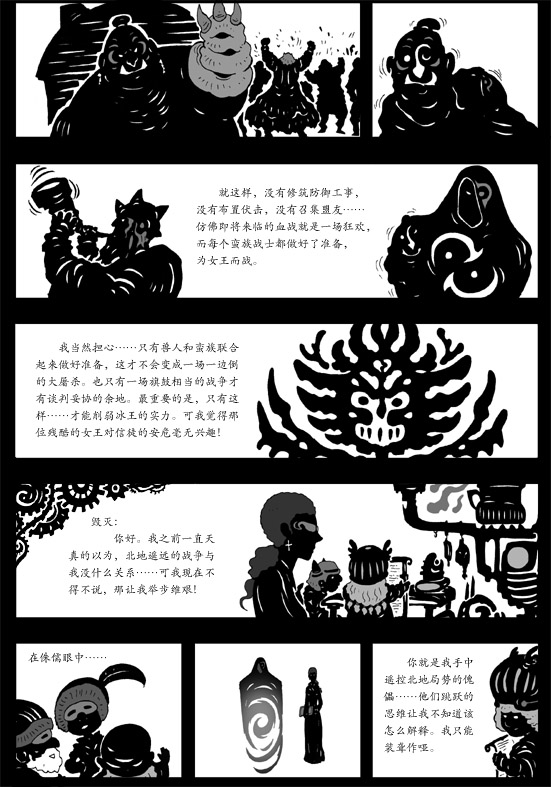 就这样，没有修筑防御工事，
没有布置伏击，没有召集盟友……
仿佛即将来临的血战就是一场狂欢，
而每个蛮族战士都做好了准备，
为女王而战。
我当然担心……只有兽人和蛮族联合
起来做好准备，这才不会变成一场一边倒
的大屠杀。也只有一场旗鼓相当的战争才
有谈判妥协的余地。最重要的是，只有这
样……才能削弱冰王的实力。可我觉得那
位残酷的女王对信徒的安危毫无兴趣！
毁灭：
你好。我之前一直天
真的以为，北地遥远的战争与
我没什么关系……可我现在不
得不说，那让我举步维艰！
在侏儒眼中……
你就是我手中
遥控北地局势的傀
儡……他们跳跃的
思维让我不知道该
怎么解释。我只能
装聋作哑。